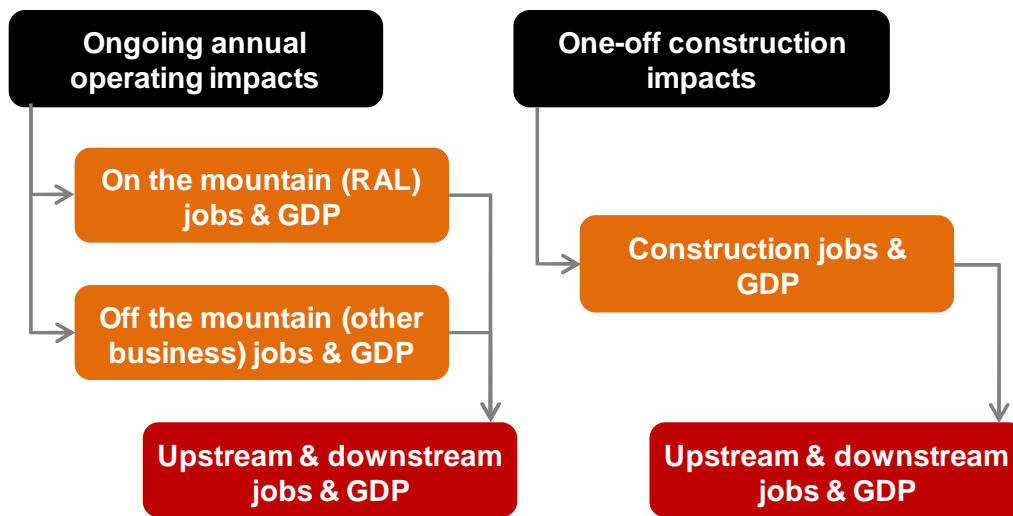 Ongoing annual
operating impacts
One-off construction
impacts
On the mountain (RAL)
jobs & GDP
Off the mountain (other
business) jobs & GDP
Construction jobs &
GDP
Upstream & downstream
jobs & GDP
Upstream & downstream
jobs & GDP